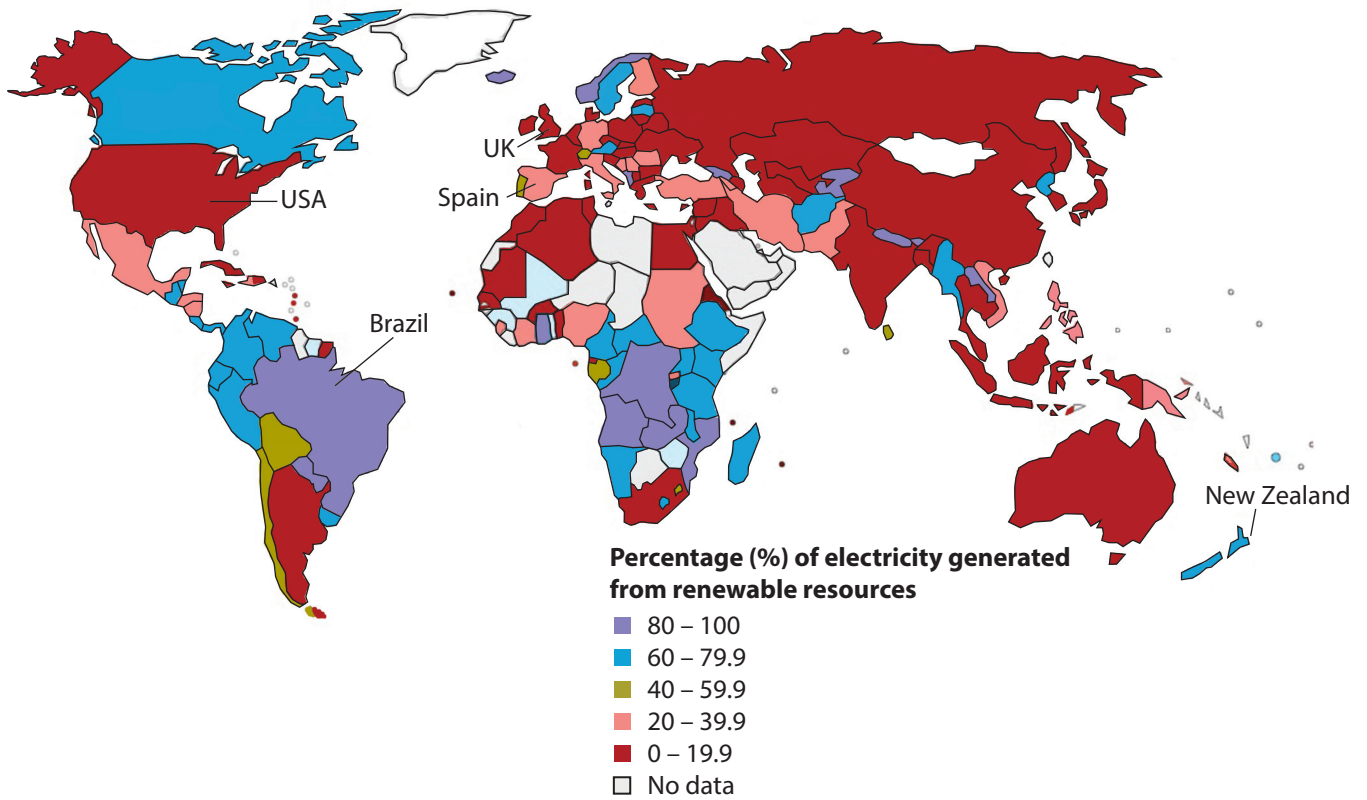 UK
USA
Spain
Brazil
New Zealand
Percentage (%) of electricity generated
from renewable resources
80 – 100
60 – 79.9
40 – 59.9
20 – 39.9
0 – 19.9
No data